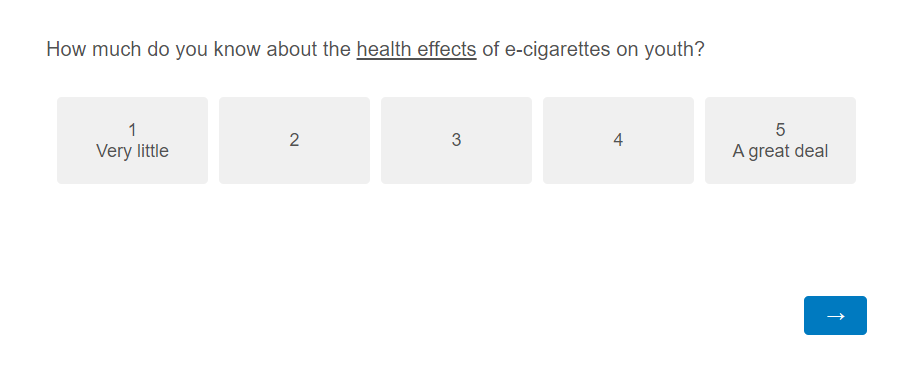 How much do you know about the health effects of e-cigarettes on youth?
1
Very little
2
3
4
5
A great deal
→